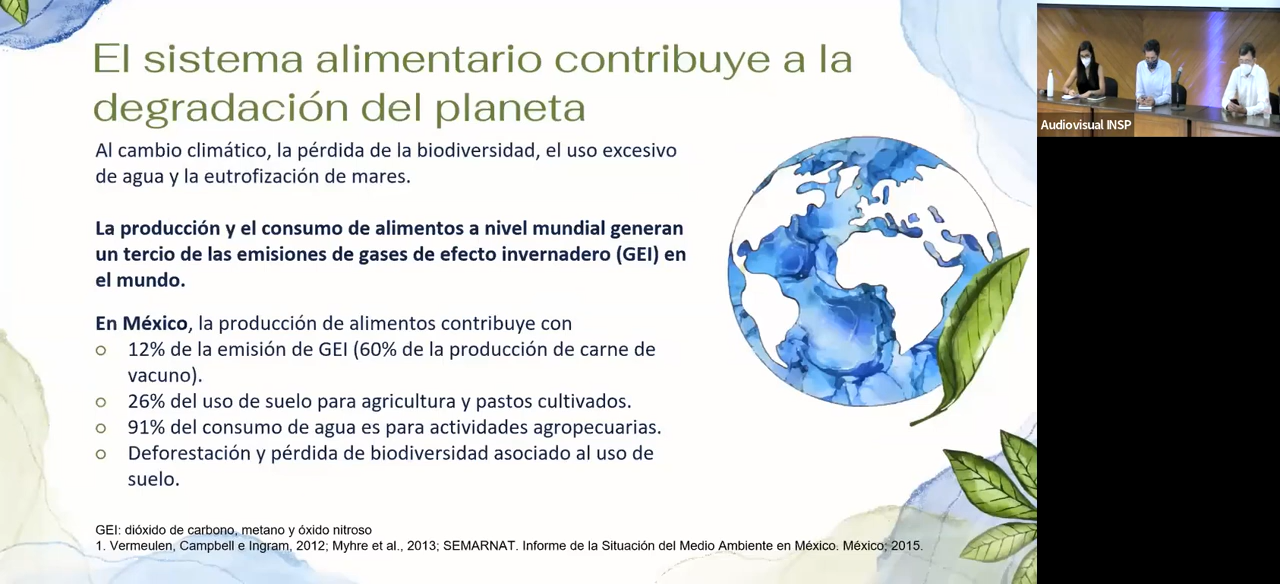 El sistema alimentario contribuye a la
degradación del planeta
Al cambio climático, la pérdida de la biodiversidad, el uso excesivo
de agua y la eutrofización de mares.
La producción y el consumo de alimentos a nivel mundial generan
un tercio de las emisiones de gases de efecto invernadero (GEI) en
el mundo.
En México, la producción de alimentos contribuye con
○ 12% de la emisión de GEI (60% de la producción de carne de
vacuno).
○ 26% del uso de suelo para agricultura y pastos cultivados.
○ 91% del consumo de agua es para actividades agropecuarias.
○ Deforestación y pérdida de biodiversidad asociado al uso de
suelo.
GEI: dióxido de carbono, metano y óxido nitroso
1. Vermeulen, Campbell e Ingram, 2012; Myhre et al., 2013; SEMARNAT. Informe de la Situación del Medio Ambiente en México. México; 2015.
Audiovisual INSP